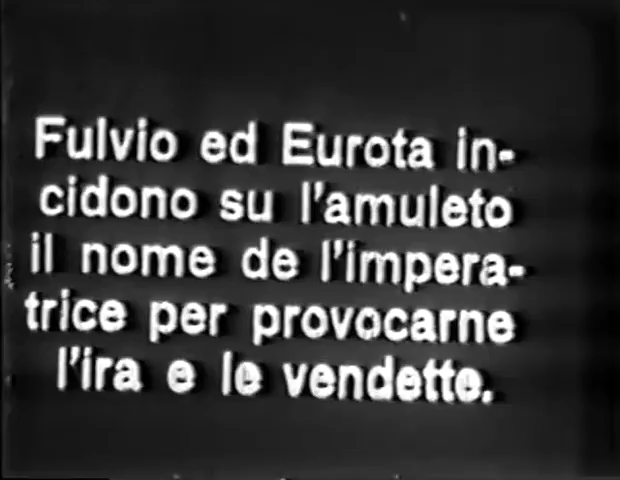 Fulvio ed Eurota in-
cidono su l'amuleto
il nome de l'impera-
trice per provocarne
l'ira e le vendette.